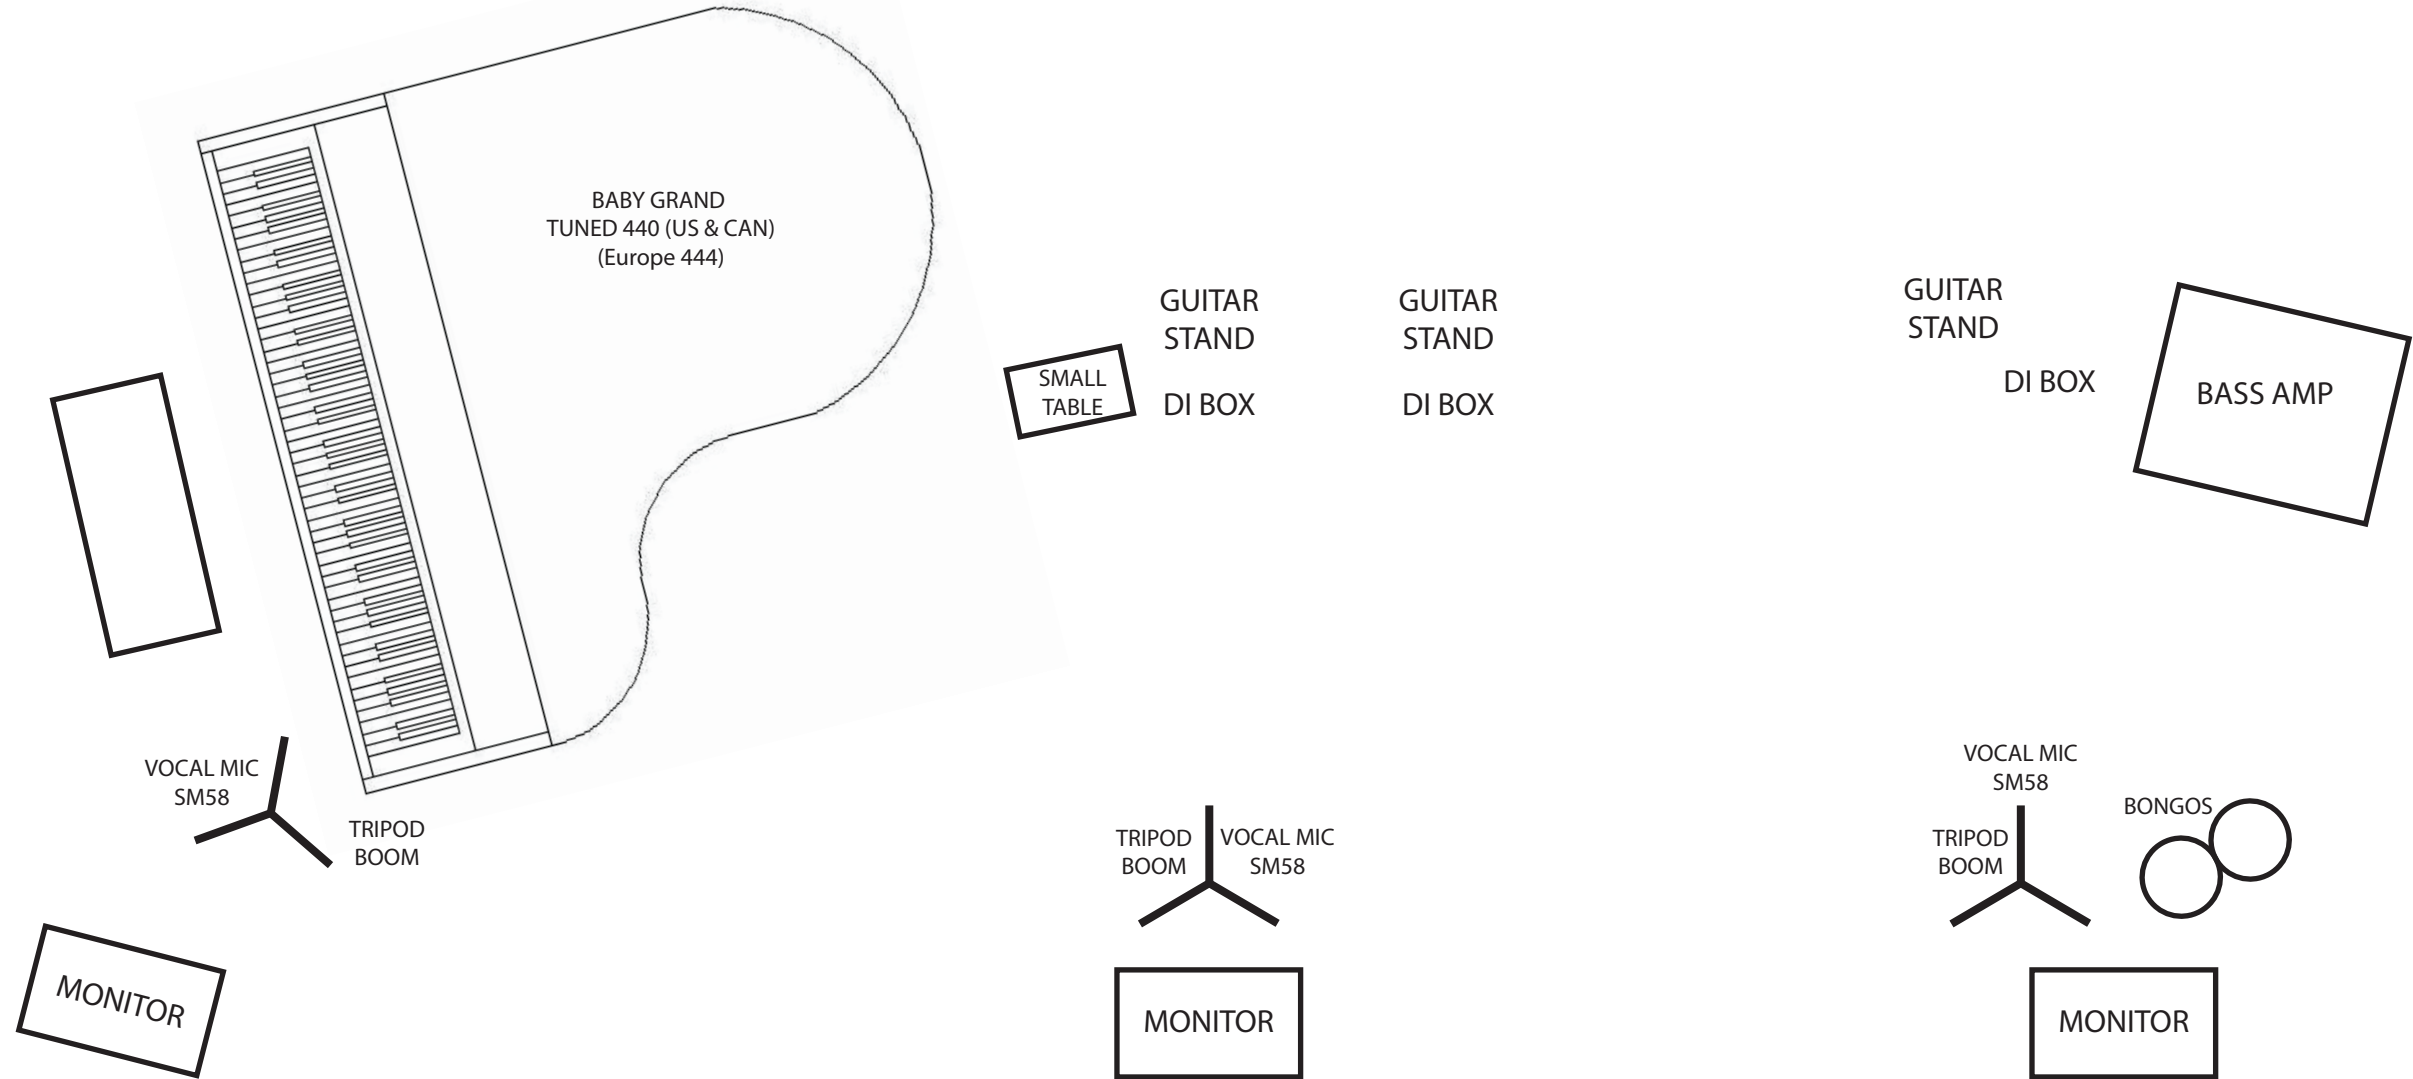 BABY GRAND
TUNED 440 (US & CAN)
(Europe 444)
GUITAR
STAND
GUITAR
STAND
GUITAR
STAND
SMALL
TABLE
DI BOX
DI BOX
DI BOX
BASS AMP
VOCAL MIC
SM58
TRIPOD
BOOM
TRIPOD
BOOM
VOCAL MIC
SM58
VOCAL MIC
SM58
TRIPOD
BOOM
BONGOS
MONITOR
MONITOR
MONITOR